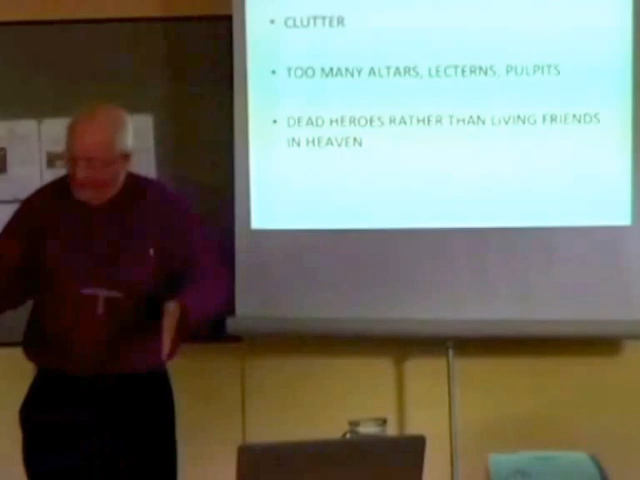 • CLUTTER
• TOO MANY ALTARS, LECTERNS, PULPITS
• DEAD HEROES RATHER THAN LIVING FRIENDS
IN HEAVEN